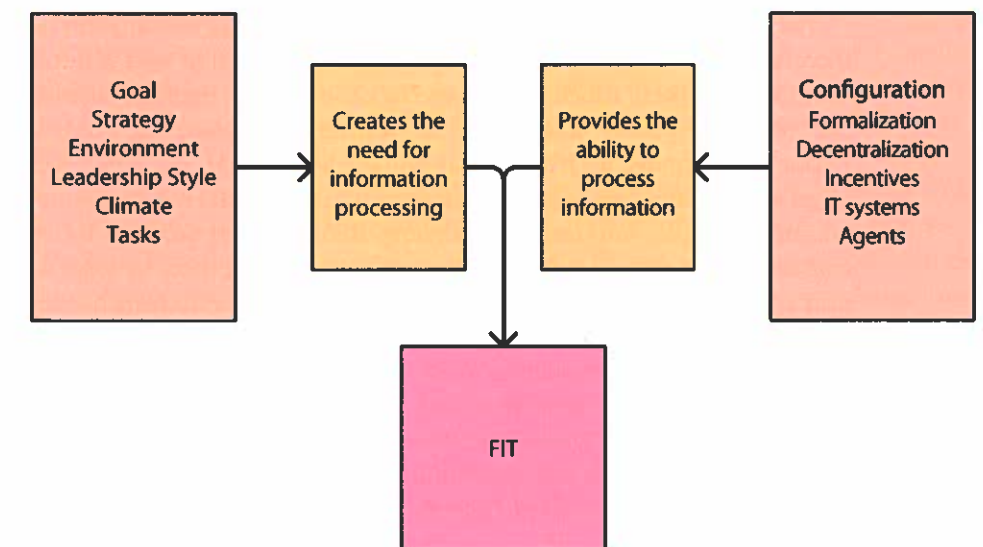 Goal
Strategy
Environment
Leadership Style
Climate
Tasks
Creates the
need for
information
processing
Provides the
ability to
process
information
Configuration
Formalization
Decentralization
Incentives
IT systems
Agents
FIT